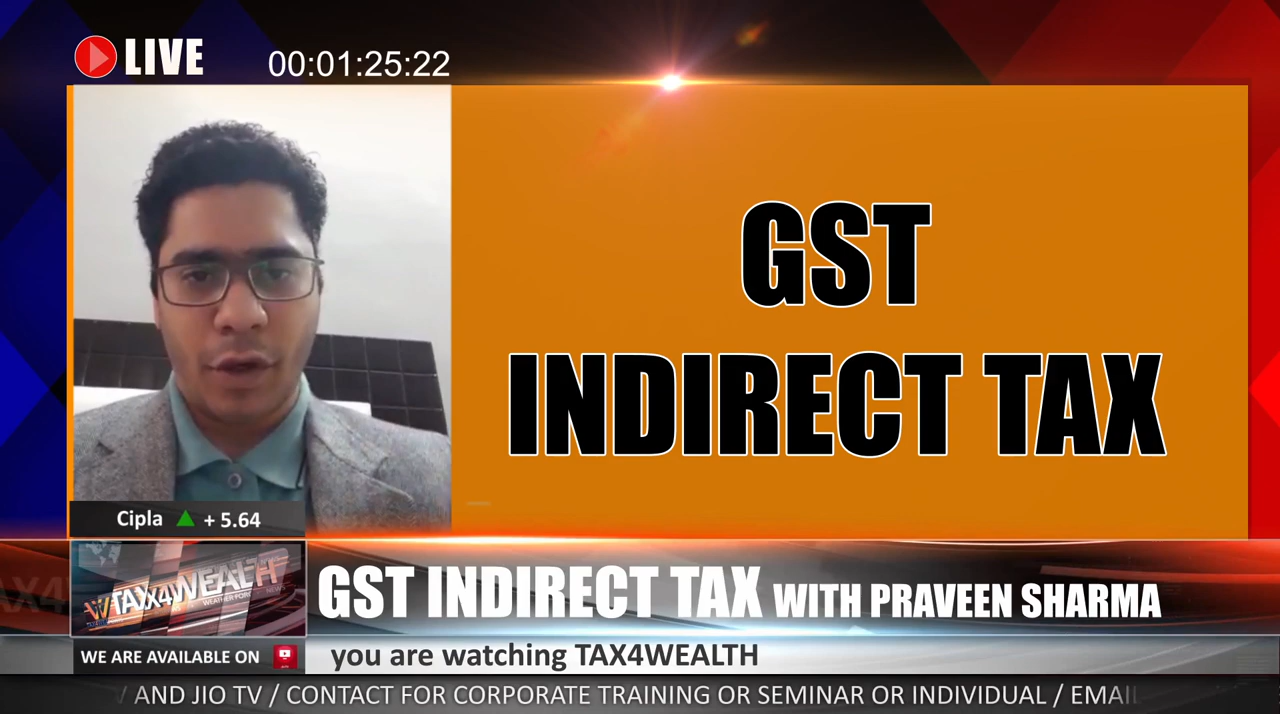 LIVE
00:01:25:22
GST
INDIRECT TAX
Cipla + 5.64
TAX4WEALTH
GST INDIRECT TAX WITH PRAVEEN SHARMA
WE ARE AVAILABLE ON
you are watching TAX4WEALTH
AND JIO TV / CONTACT FOR CORPORATE TRAINING OR SEMINAR OR INDIVIDUAL / EMAIL